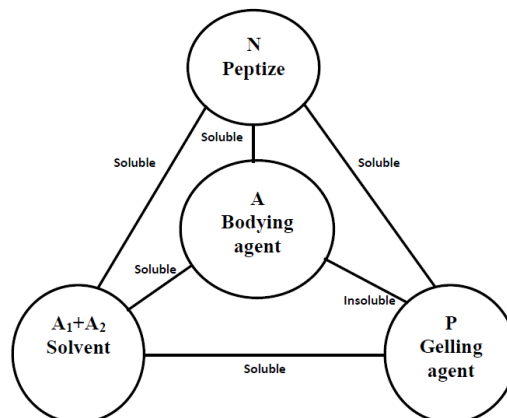 N
Peptize
Soluble
Soluble
Soluble
A
Bodying
agent
Soluble
Insoluble
A₁+A₂
Solvent
P
Gelling
agent
Soluble